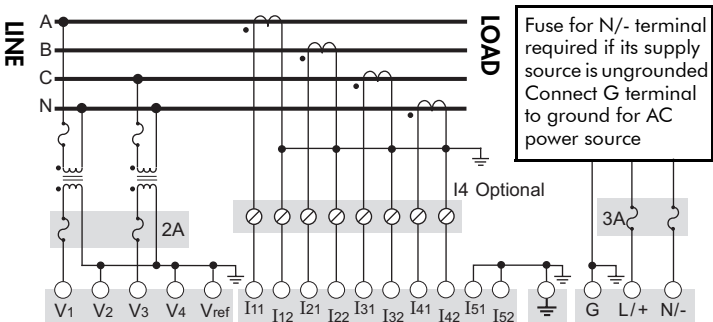 LINE
A
B
C
N
LOAD
Fuse for N/- terminal
required if its supply
source is ungrounded
Connect G terminal
to ground for AC
power source
I4 Optional
2A
3A
V1 V2 V3 V4 Vref I11 I12 I21 I22 I31 I32 I41 I42 I51 I52 G L/+ N/-